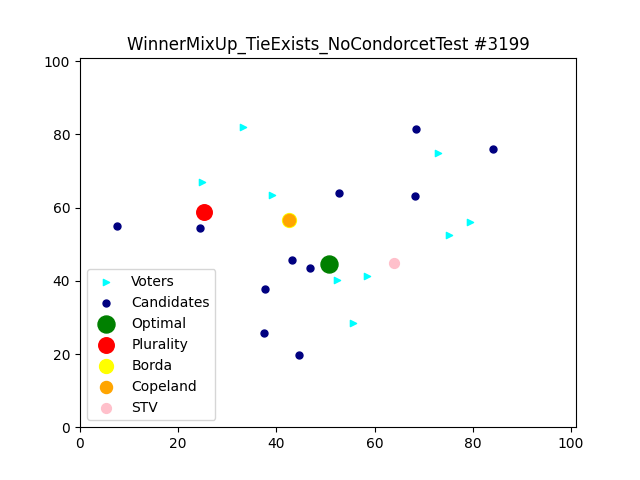 WinnerMixUp_TieExists_NoCondorcetTest #3199
100
80
60
40
20
0
0 20 40 60 80 100
Voters
Candidates
Optimal
Plurality
Borda
Copeland
STV